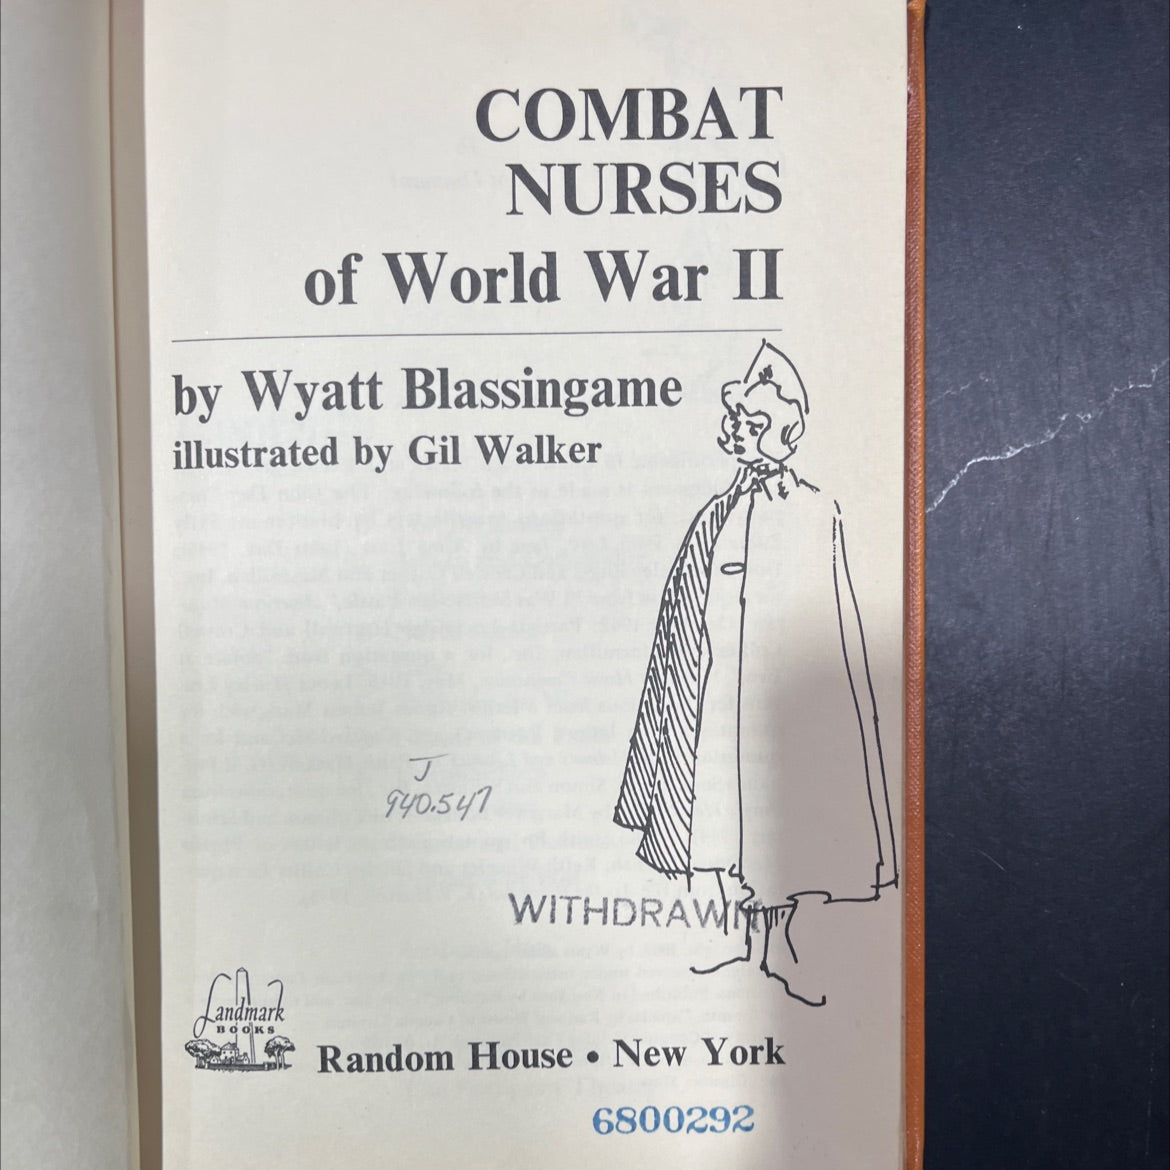 COMBAT
NURSES
of World War II
by Wyatt Blassingame
illustrated by Gil Walker
J
940.547
WITHDRAWN
Landmark
BOOKS
Random House • New York
6800292